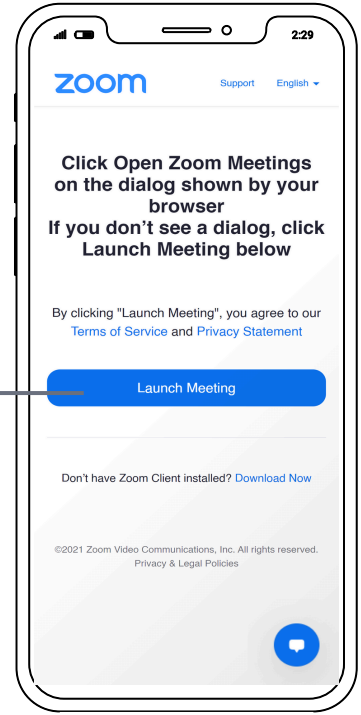 2:29
zoom
Support English
Click Open Zoom Meetings
on the dialog shown by your
browser
If you don’t see a dialog, click
Launch Meeting below
By clicking "Launch Meeting", you agree to our
Terms of Service and Privacy Statement
Launch Meeting
Don’t have Zoom Client installed? Download Now
©2021 Zoom Video Communications, Inc. All rights reserved.
Privacy & Legal Policies